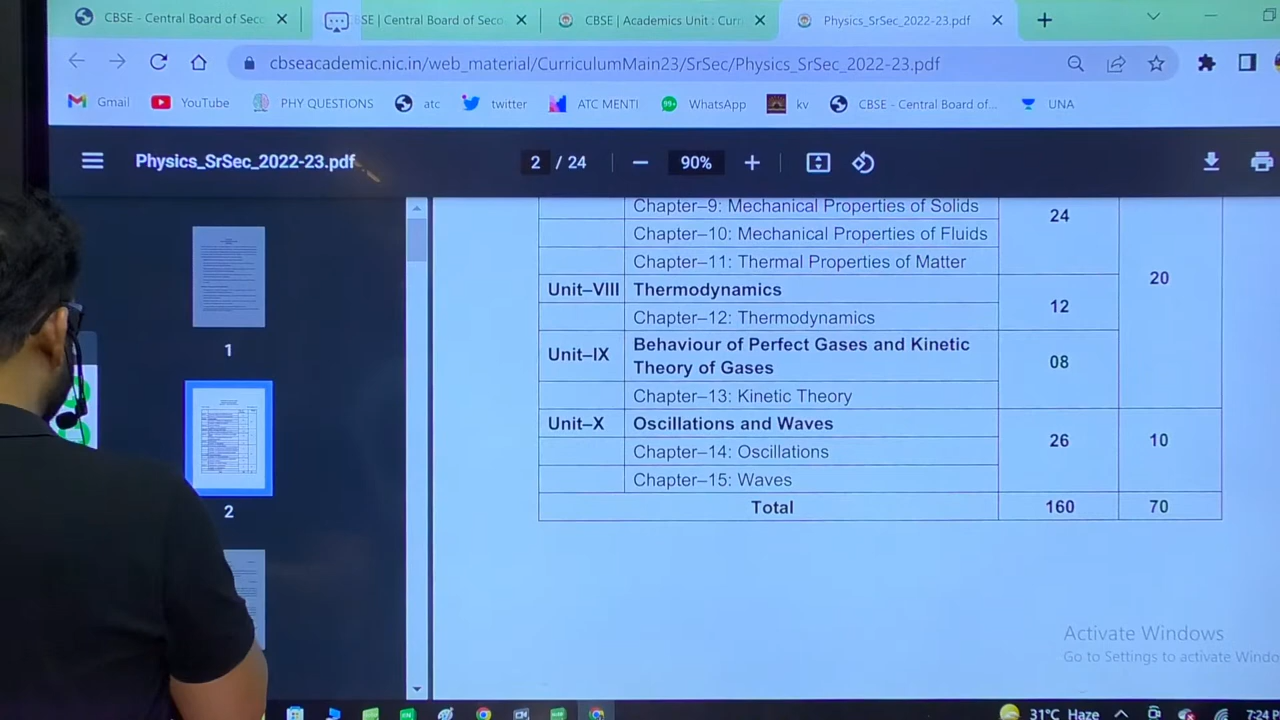 CBSE - Central Board of Seco
SE | Central Board of Seco
CBSE | Academics Unit : Curri
Physics_SrSec_2022-23.pdf
cbseacademic.nic.in/web_material/CurriculumMain23/SrSec/Physics_SrSec_2022-23.pdf
Gmail
YouTube
PHY QUESTIONS
atc
twitter
ATC MENTI
99+
WhatsApp
kv
CBSE - Central Board of...
UNA
Physics_SrSec_2022-23.pdf
2 / 24
90%
1
2
Chapter–9: Mechanical Properties of Solids
24
Chapter–10: Mechanical Properties of Fluids
Chapter–11: Thermal Properties of Matter
20
Unit–VIII Thermodynamics
12
Chapter–12: Thermodynamics
Unit–IX Behaviour of Perfect Gases and Kinetic
Theory of Gases
08
Chapter–13: Kinetic Theory
Unit–X Oscillations and Waves
26 10
Chapter–14: Oscillations
Chapter–15: Waves
Total 160 70
Activate Windows
Go to Settings to activate Windo
31°C Haze
7:24 P